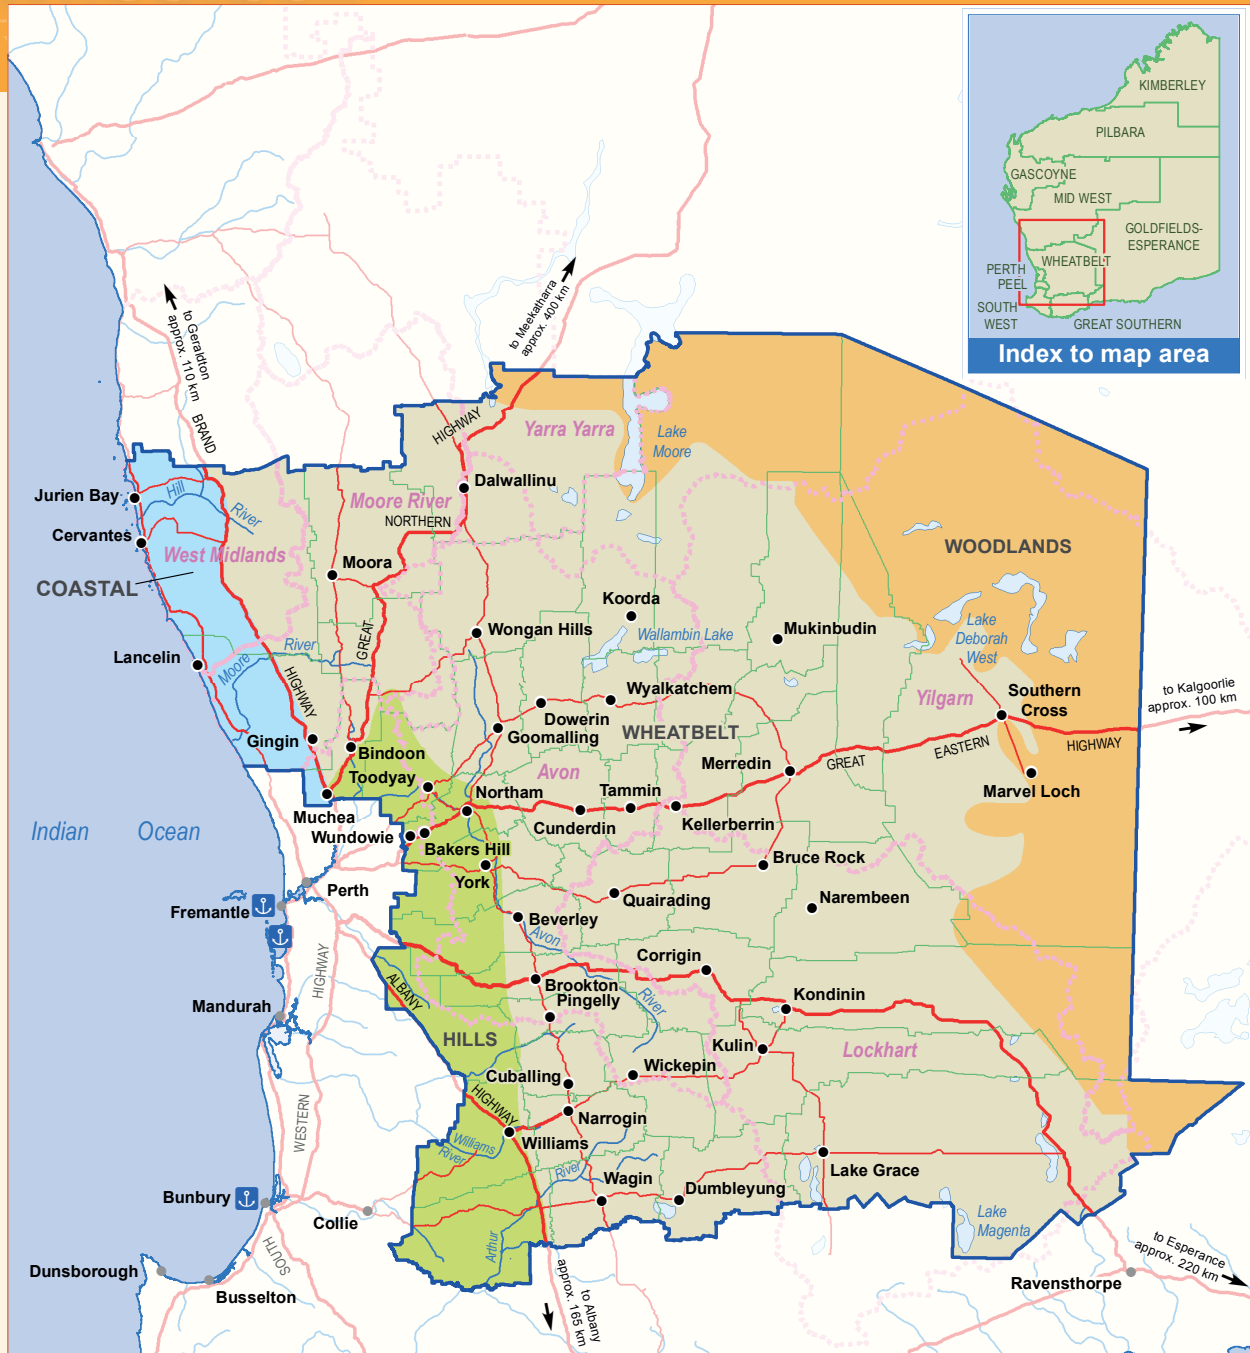 KIMBERLEY
PILBARA
GASCOYNE
MID WEST
GOLDFIELDS-
ESPERANCE
WHEATBELT
PERTH
PEEL
SOUTH
WEST
GREAT SOUTHERN
Index to map area
to Meekatharra
approx. 400 km
to Geraldton
approx. 110 km
BRAND
HIGHWAY
Yarra Yarra
Lake
Moore
Dalwallinu
Jurien Bay
Hill
River
Moore River
NORTHERN
Cervantes
West Midlands
WOODLANDS
Moora
COASTAL
Koorda
Lake
Deborah
West
Wongan Hills
Wallambin Lake
Mukinbudin
GREAT
River
Lancelin
Moore
HIGHWAY
Wyalkatchem
Yilgarn
Southern
Cross
to Kalgoorlie
approx. 100 km
Dowerin
Goomalling
WHEATBELT
Gingin
Bindoon
EASTERN
HIGHWAY
GREAT
Merredin
Toodyay
Avon
Northam
Tammin
Marvel Loch
Muchea
Wundowie
Cunderdin
Kellerberrin
Indian Ocean
Bakers Hill
Bruce Rock
York
Perth
Quairading
Narembeen
Fremantle
Beverley
Avon
Corrigin
HIGHWAY
ALBANY
Brookton
Pingelly
River
Kondinin
Mandurah
HILLS
Kulin
Lockhart
Wickepin
Cuballing
HIGHWAY
WESTERN
Narrogin
Williams
River
Williams
River
Lake Grace
Wagin
Dumbleyung
Bunbury
Collie
Lake
Magenta
SOUTH
Arthur
to Esperance
approx. 220 km
Dunsborough
Ravensthorpe
Busselton
to Albany
approx. 165 km